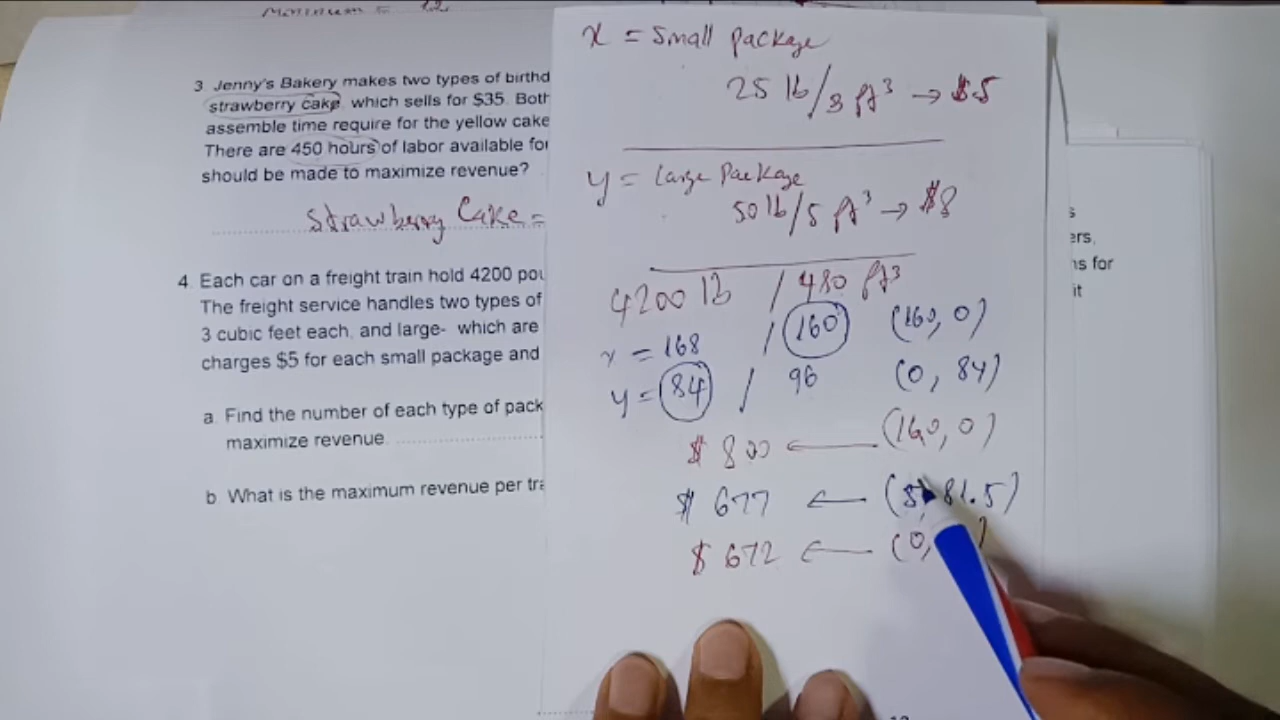 3 Jenny's Bakery makes two types of birthd
strawberry cake, which sells for $35. Both
assemble time require for the yellow cake
There are 450 hours of labor available for
should be made to maximize revenue?
Strawberry Cake =
4. Each car on a freight train hold 4200 pou
The freight service handles two types of
3 cubic feet each, and large- which are
charges $5 for each small package and
a. Find the number of each type of pack
maximize revenue.
b. What is the maximum revenue per tra
x = Small package
25 lb/3 ft³ → $5
y = Large Package
50 lb/5 ft³ → $8
4200 lb / 480 ft³
x = 168 / 160 (160, 0)
y = 84 / 96 (0, 84)
$ 800 ← (160, 0)
$ 677 ← (5, 81.5)
$ 672 ← (0,
ers,
ns for
it